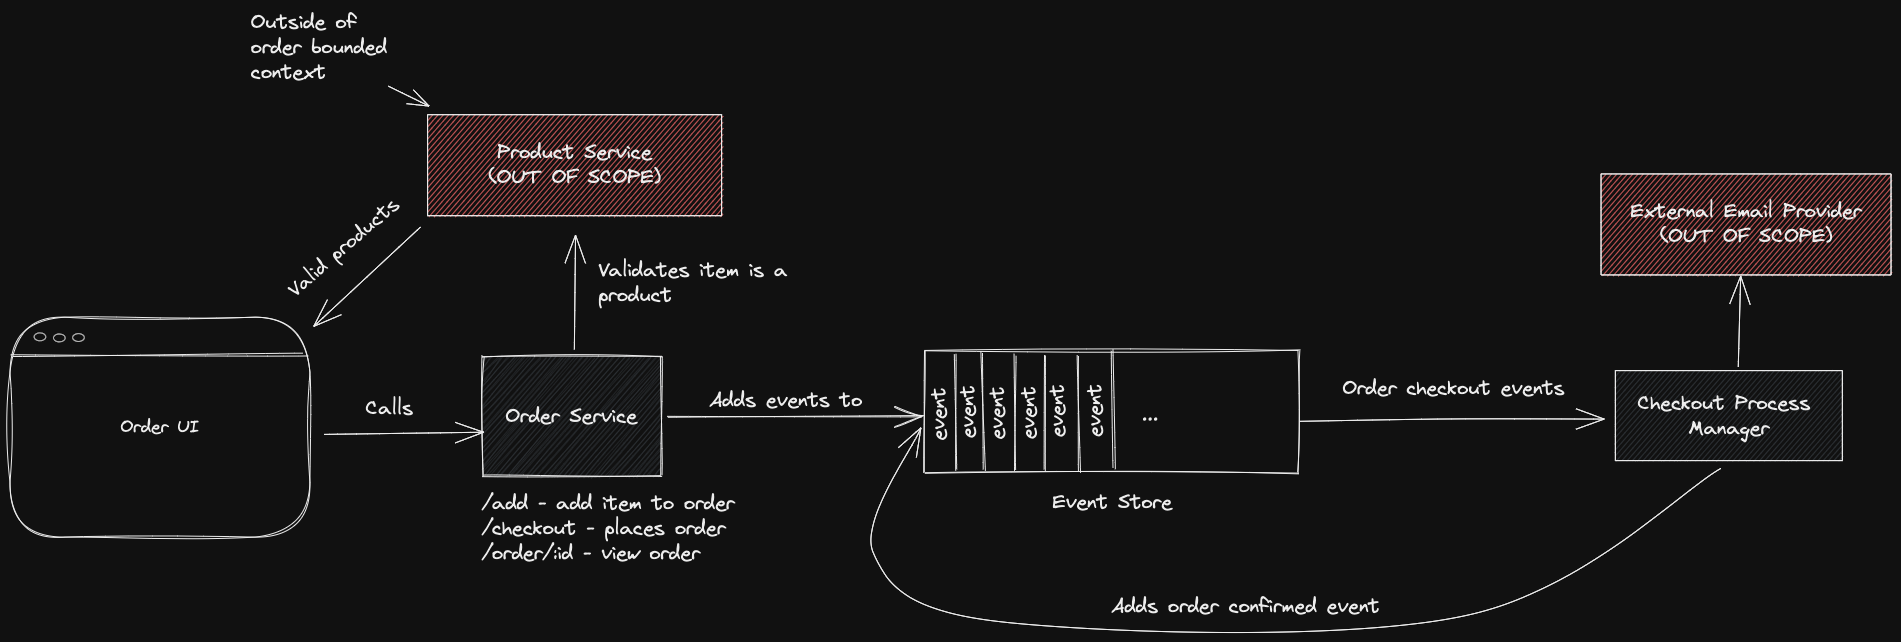 Outside of
order bounded
context
Product Service
(OUT OF SCOPE)
External Email Provider
(OUT OF SCOPE)
Valid products
Validates item is a
product
Order UI
Calls
Order Service
Adds events to
event
event
event
event
event
event
...
Order checkout events
Checkout Process
Manager
/add - add item to order
/checkout - places order
/order/:id - view order
Event Store
Adds order confirmed event